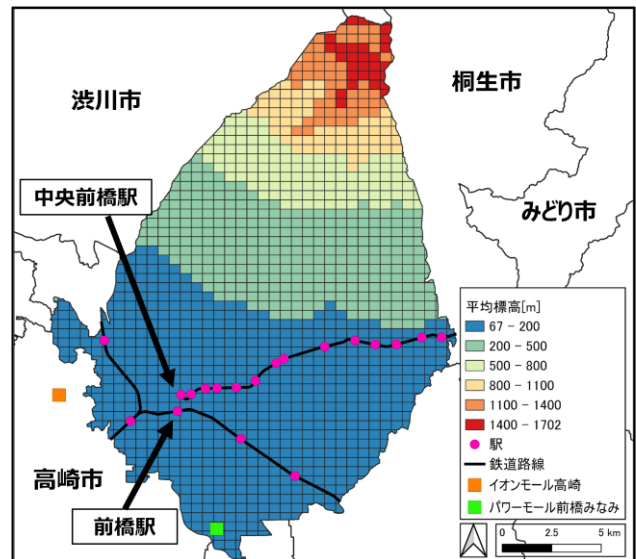 渋川市
桐生市
中央前橋駅
みどり市
平均標高[m]
67 − 200
200 − 500
500 − 800
800 − 1100
1100 − 1400
1400 − 1702
駅
鉄道路線
イオンモール高崎
パワーモール前橋みなみ
高崎市
前橋駅
0 2.5 5 km